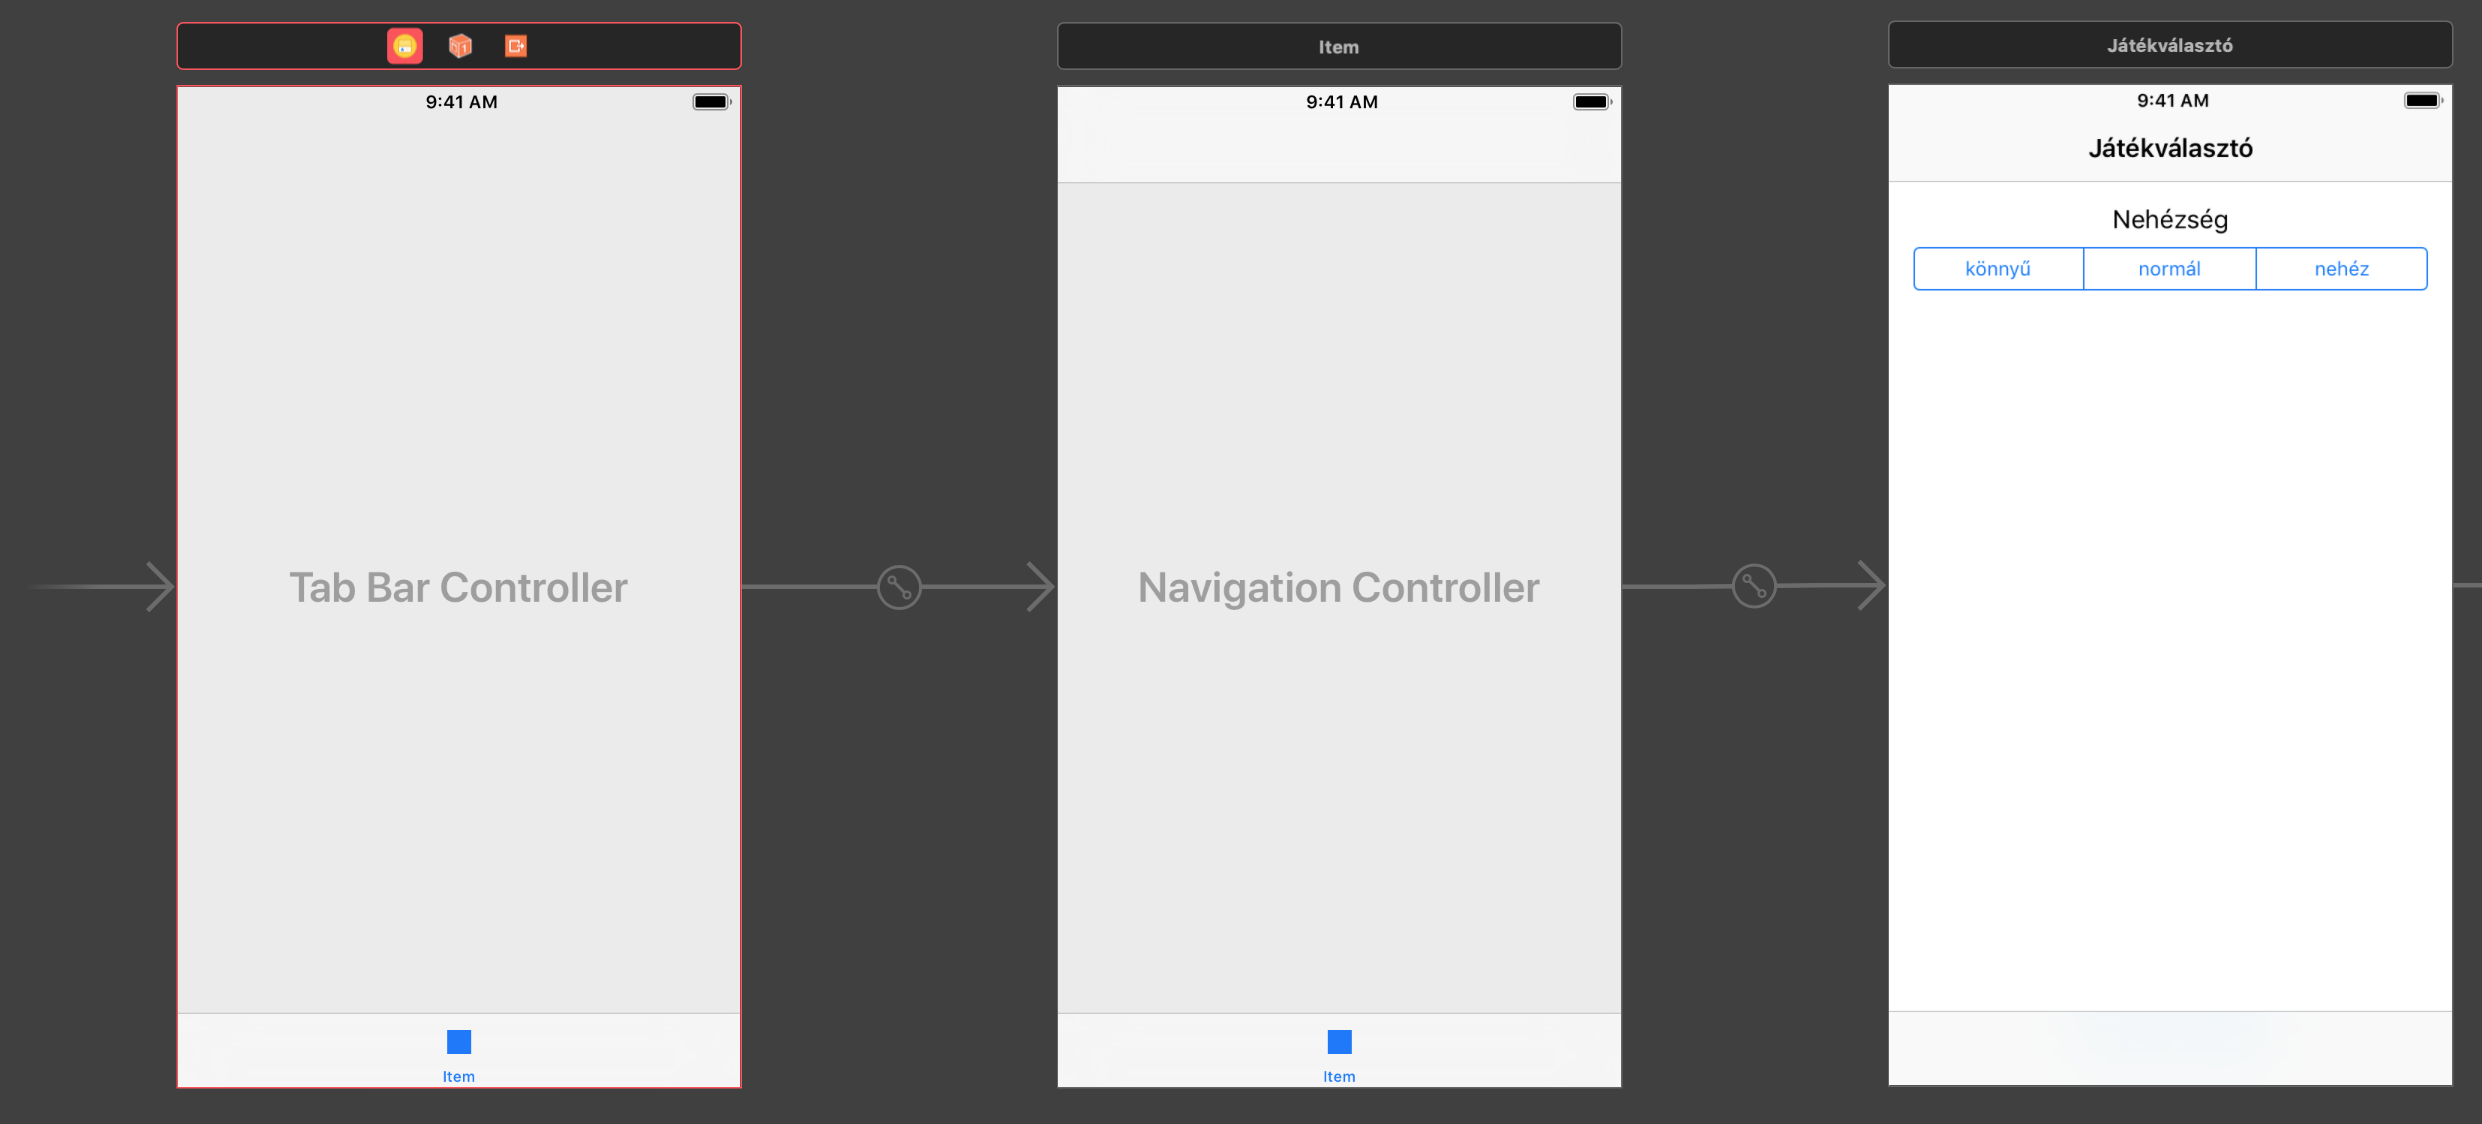 9:41 AM
Tab Bar Controller
Item
Item
9:41 AM
Navigation Controller
Item
Játékválasztó
9:41 AM
Játékválasztó
Nehézség
könnyű normál nehéz